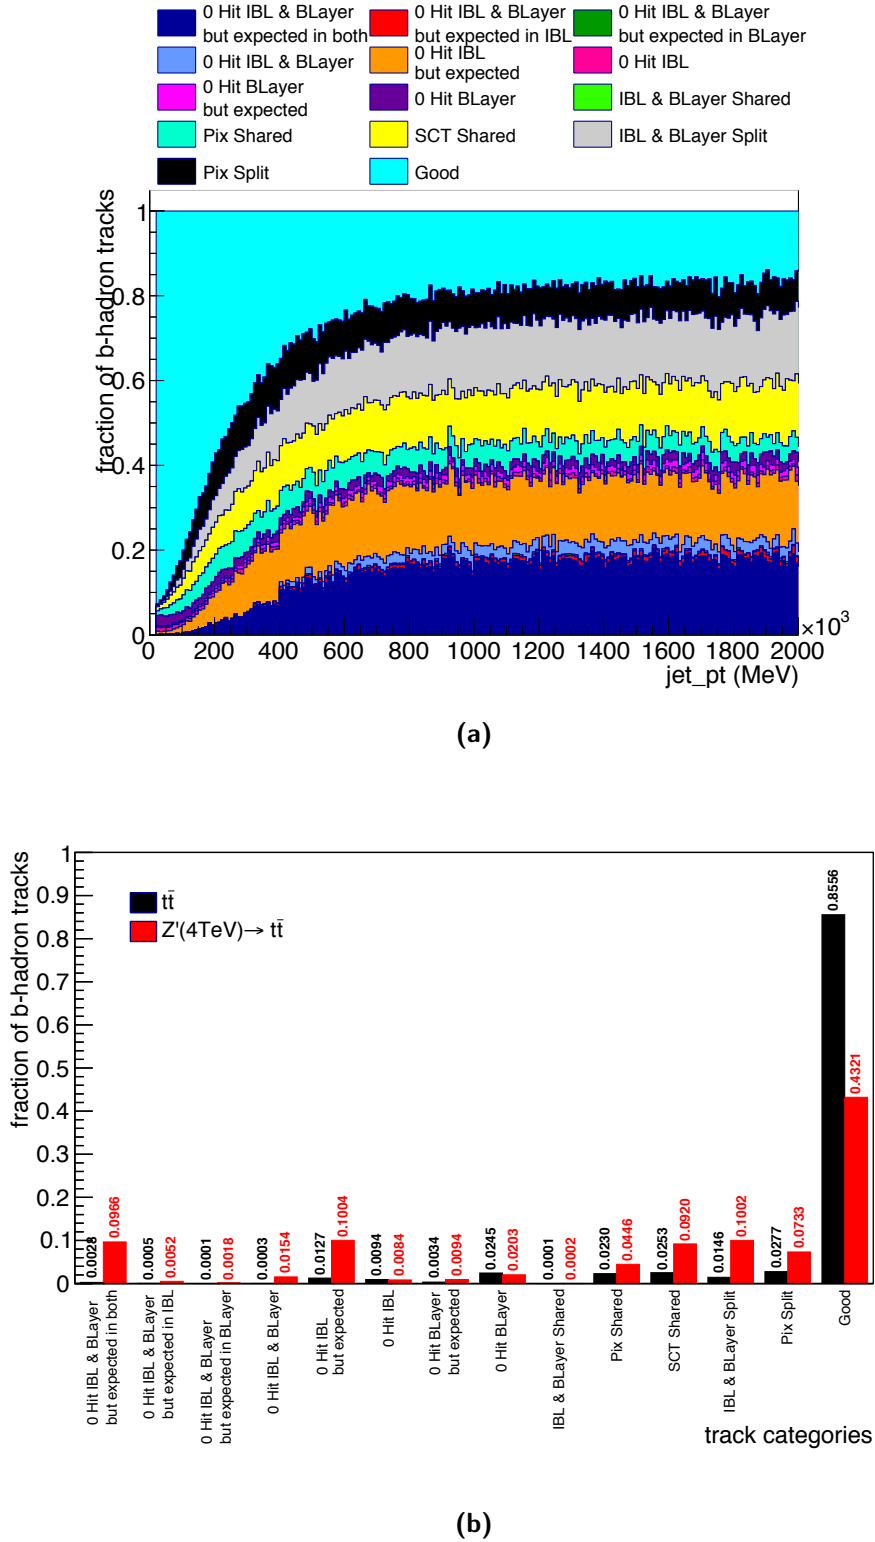 0 Hit IBL & BLayer
but expected in both
0 Hit IBL & BLayer
but expected in IBL
0 Hit IBL & BLayer
but expected in BLayer
0 Hit IBL & BLayer
0 Hit IBL
but expected
0 Hit IBL
0 Hit BLayer
but expected
0 Hit BLayer
IBL & BLayer Shared
Pix Shared
SCT Shared
IBL & BLayer Split
Pix Split
Good
fraction of b-hadron tracks
1
0.8
0.6
0.4
0.2
0
0 200 400 600 800 1000 1200 1400 1600 1800 2000
×10³
jet_pt (MeV)
(a)
fraction of b-hadron tracks
1
0.9
0.8
0.7
0.6
0.5
0.4
0.3
0.2
0.1
0
tt̄
Z'(4TeV)→ tt̄
0.0028 0.0966 0.0005 0.0052 0.0001 0.0018 0.0003 0.0154 0.0127 0.1004 0.0094 0.0084 0.0034 0.0094 0.0245 0.0203 0.0001 0.0002 0.0230 0.0446 0.0253 0.0920 0.0146 0.1002 0.0277 0.0733 0.8556 0.4321
0 Hit IBL & BLayer
but expected in both
0 Hit IBL & BLayer
but expected in IBL
0 Hit IBL & BLayer
but expected in BLayer
0 Hit IBL & BLayer
0 Hit IBL
but expected
0 Hit IBL
0 Hit BLayer
but expected
0 Hit BLayer
IBL & BLayer Shared
Pix Shared
SCT Shared
IBL & BLayer Split
Pix Split
Good
track categories
(b)